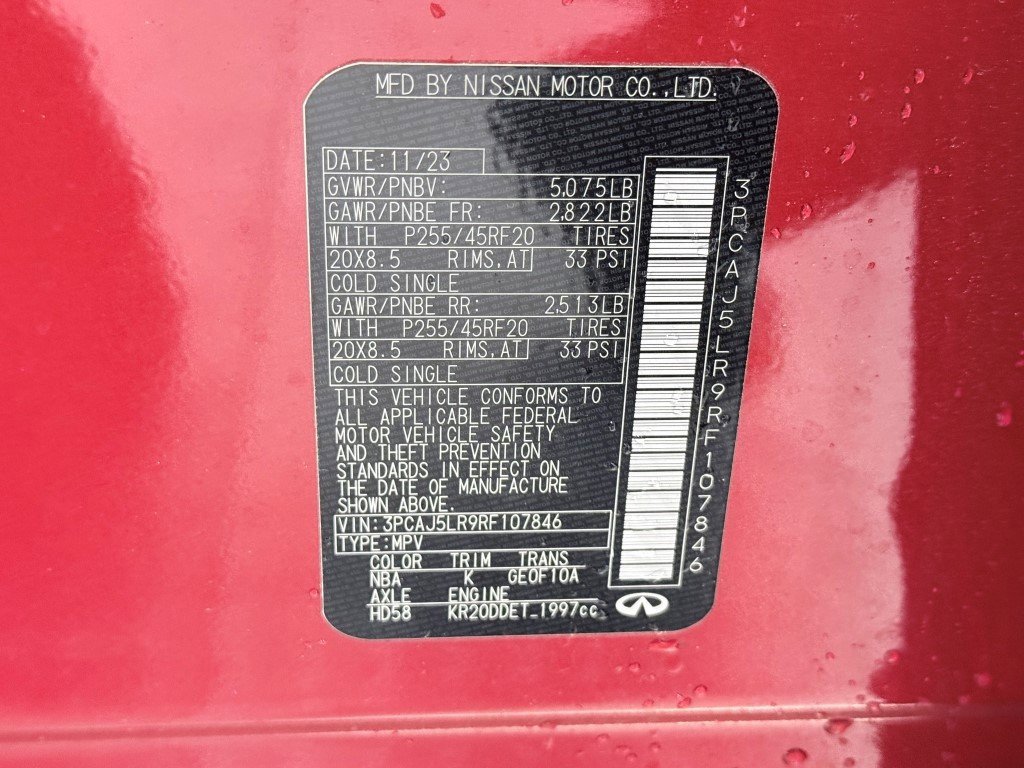 MFD BY NISSAN MOTOR CO.,LTD.
DATE:11/23
GVWR/PNBV: 5,075LB
GAWR/PNBE FR: 2,822LB
WITH P255/45RF20 TIRES
20X8.5 RIMS,AT 33 PSI
COLD SINGLE
GAWR/PNBE RR: 2,513LB
WITH P255/45RF20 TIRES
20X8.5 RIMS,AT 33 PSI
COLD SINGLE
THIS VEHICLE CONFORMS TO
ALL APPLICABLE FEDERAL
MOTOR VEHICLE SAFETY
AND THEFT PREVENTION
STANDARDS IN EFFECT ON
THE DATE OF MANUFACTURE
SHOWN ABOVE.
VIN:3PCAJ5LR9RF107846
TYPE:MPV
COLOR TRIM TRANS
NBA K GE0F10A
AXLE ENGINE
HD58 KR20DDET 1997cc
3PCAJ5LR9RF107846